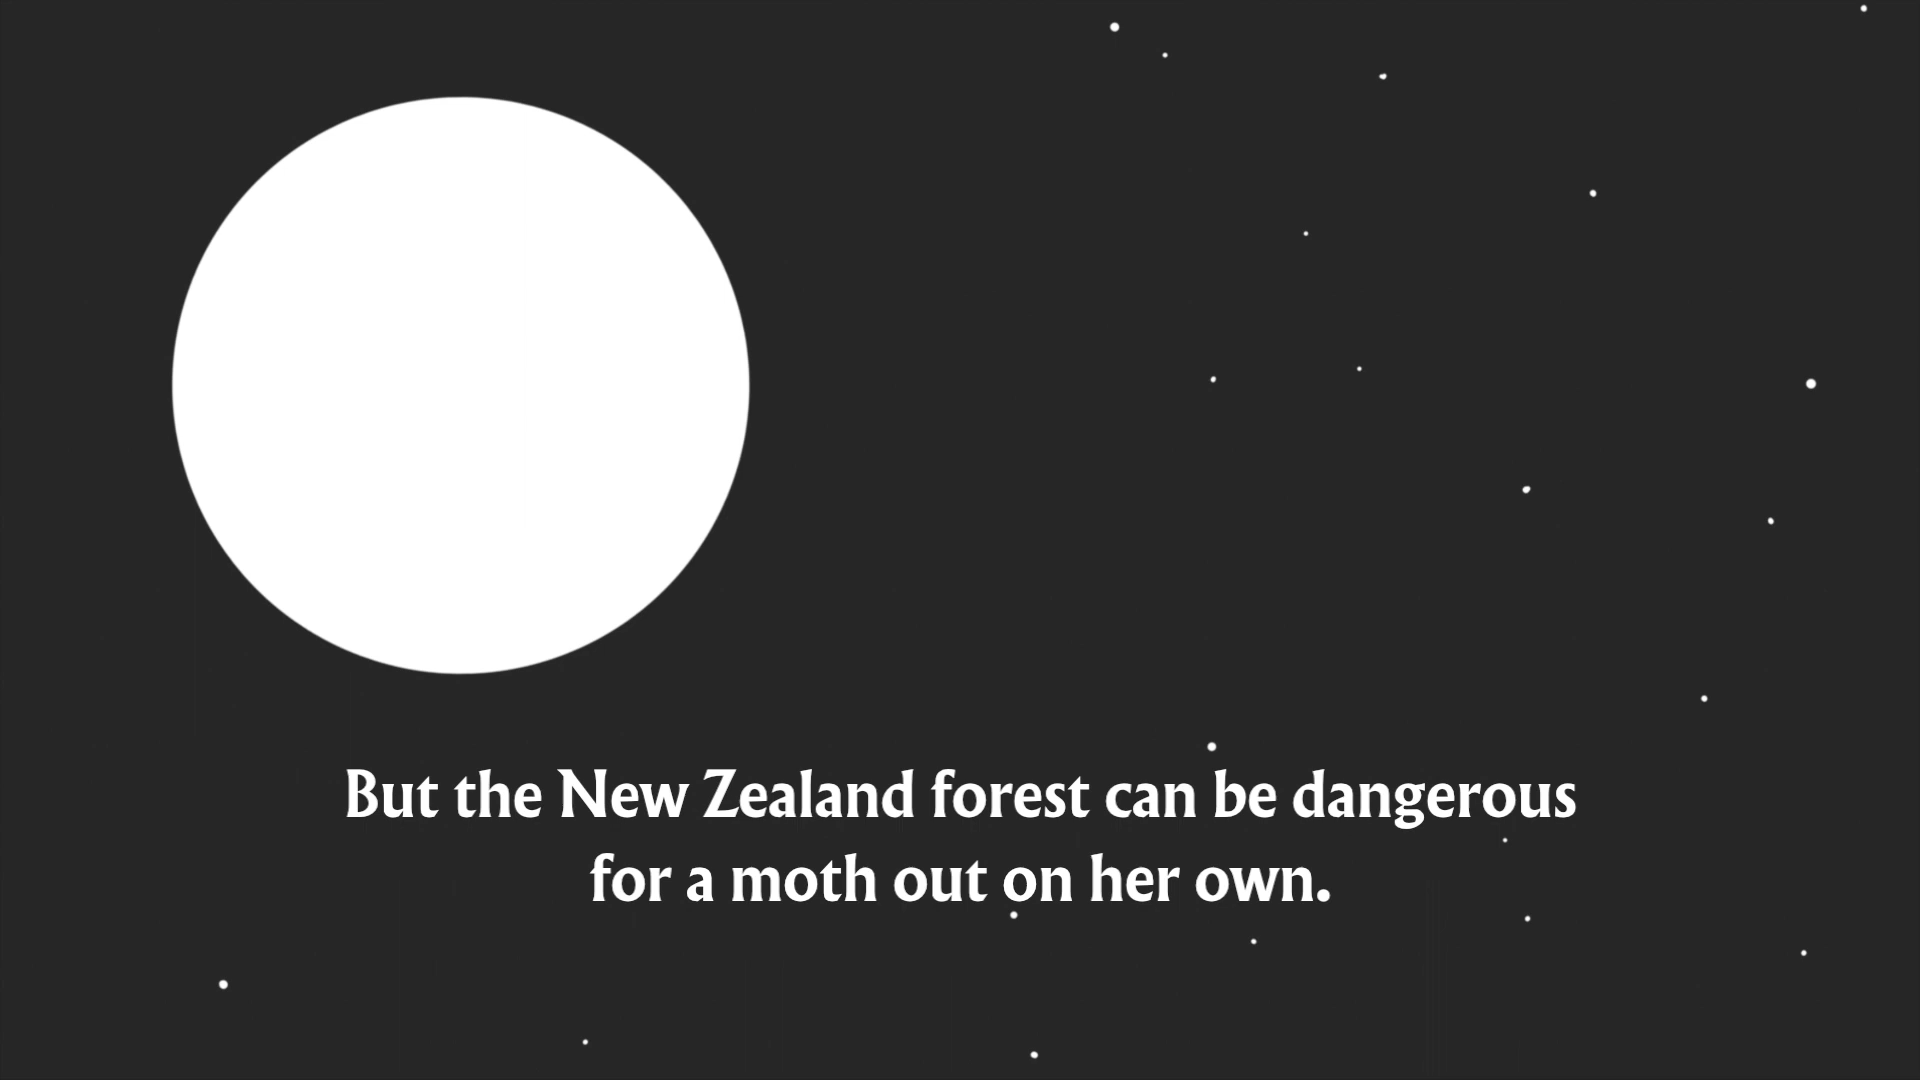 But the New Zealand forest can be dangerous
for a moth out on her own.